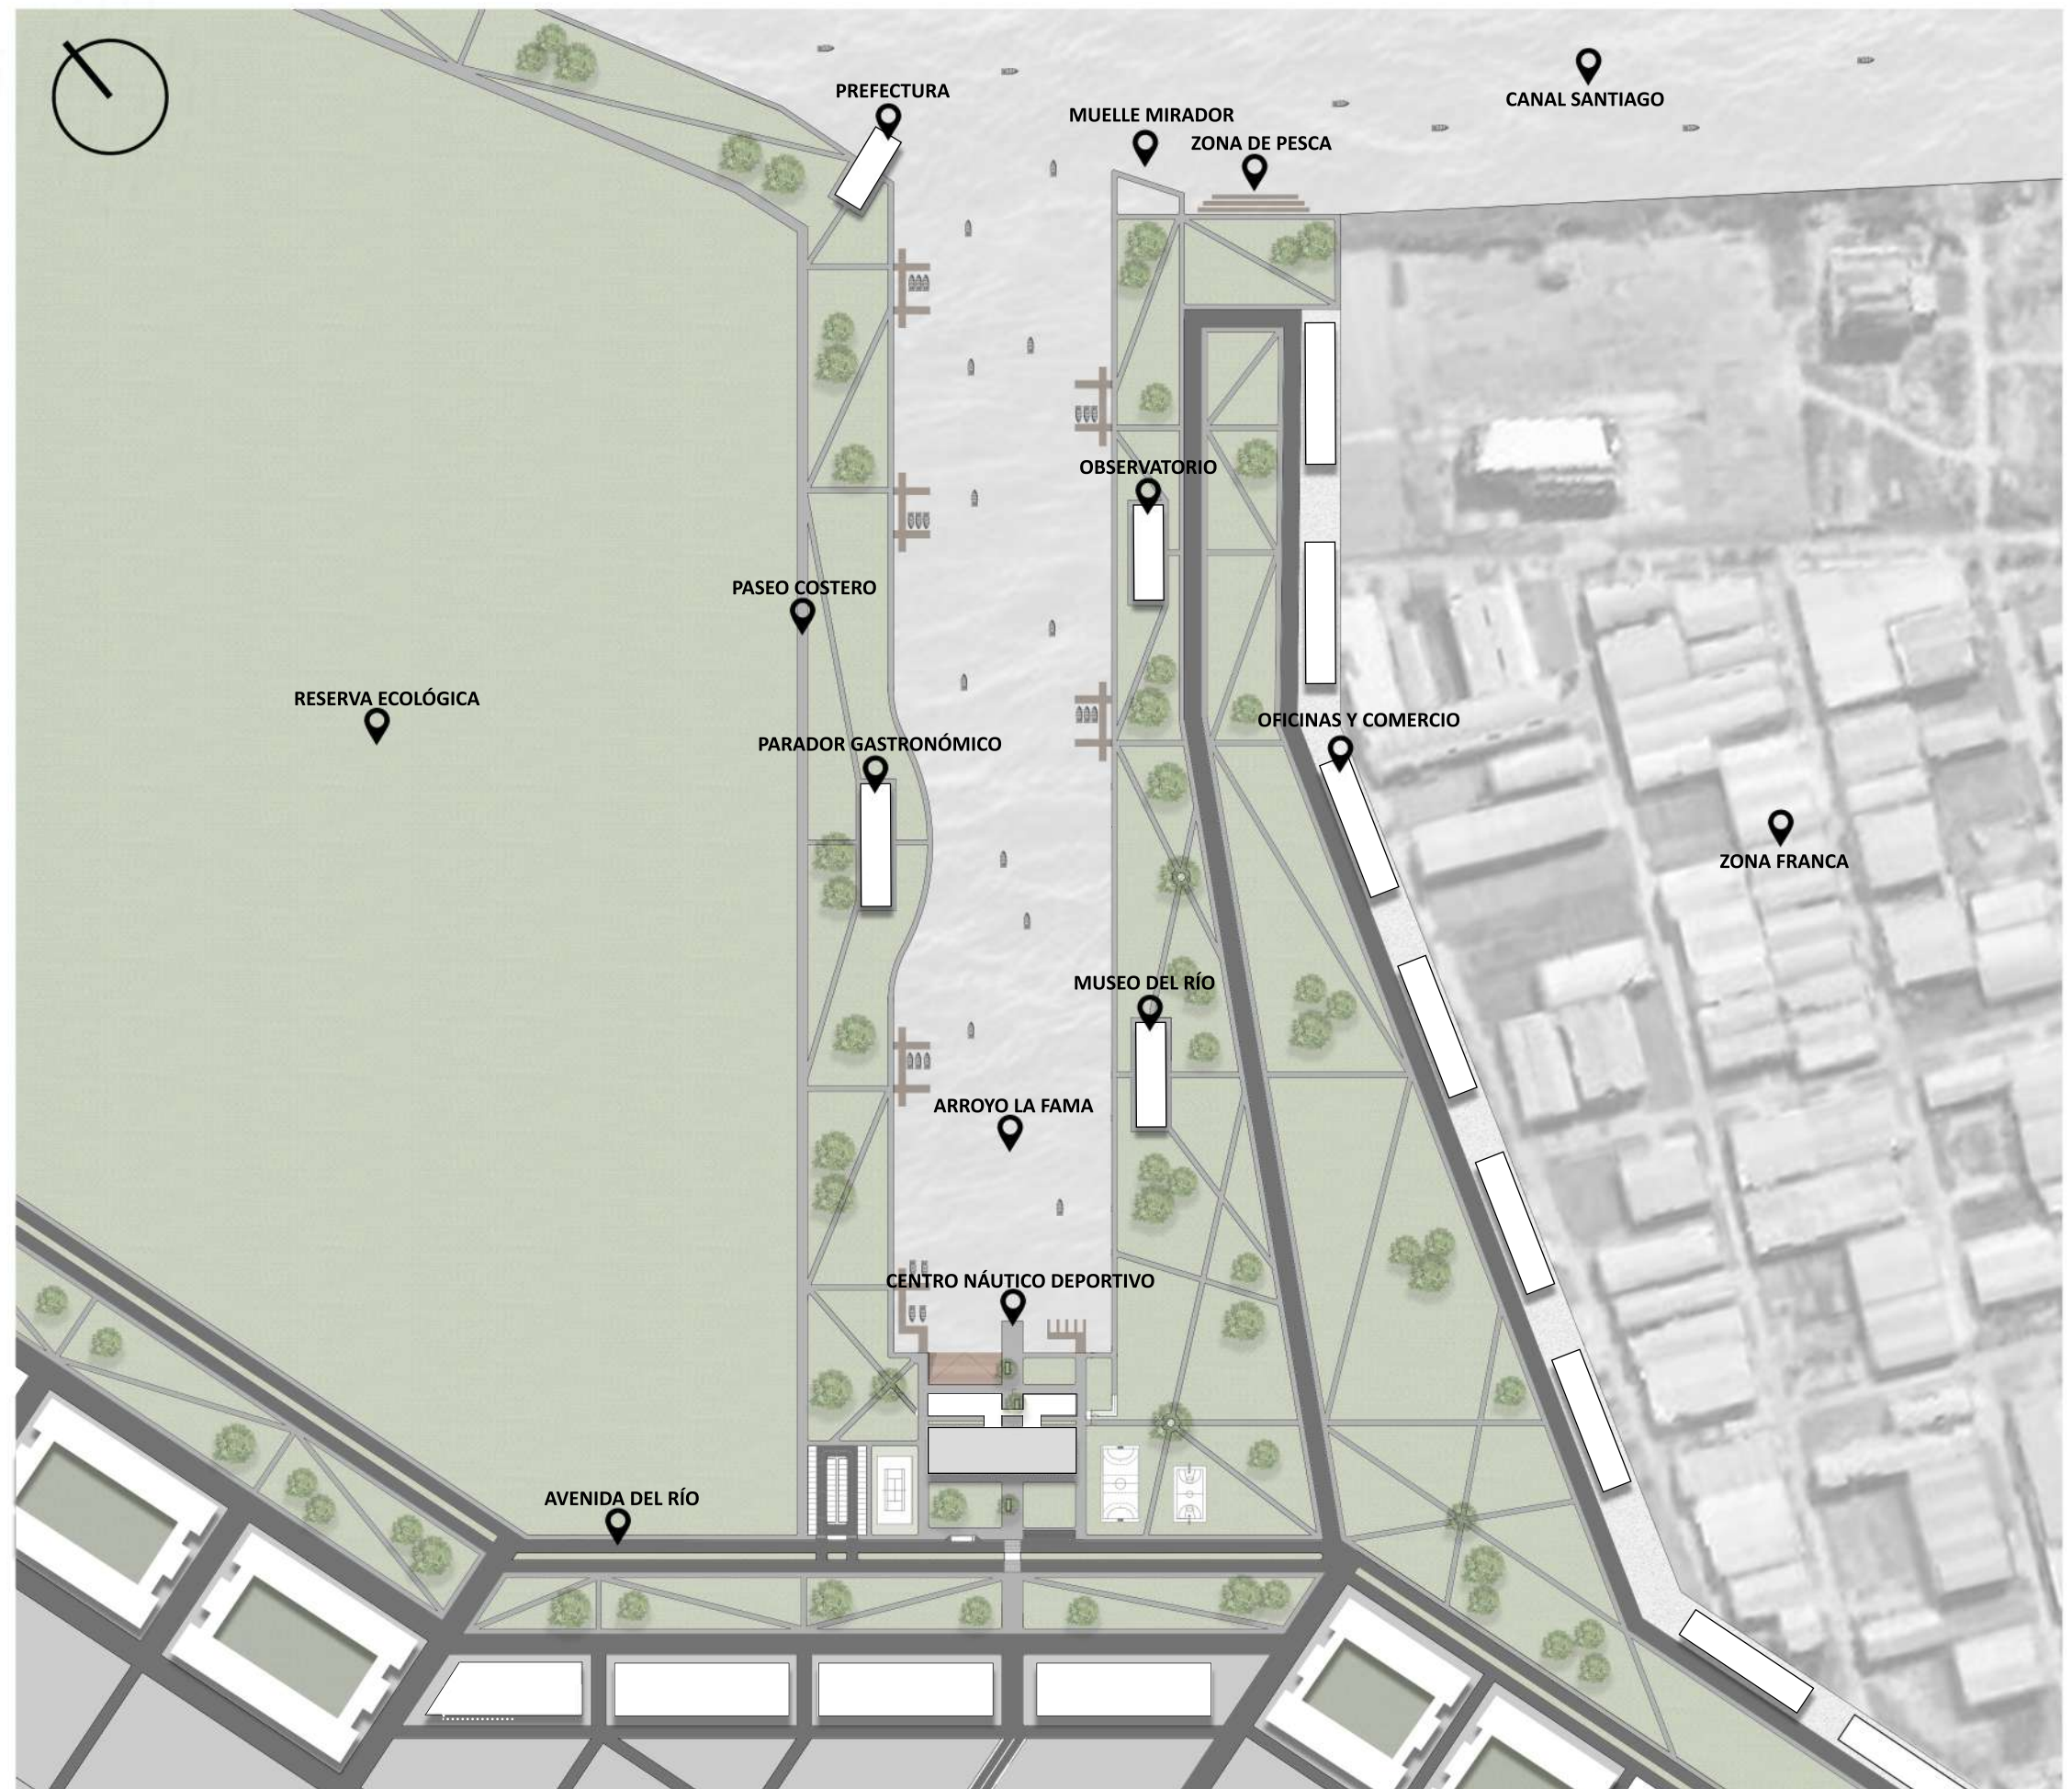 PREFECTURA
CANAL SANTIAGO
MUELLE MIRADOR
ZONA DE PESCA
OBSERVATORIO
PASEO COSTERO
RESERVA ECOLÓGICA
OFICINAS Y COMERCIO
PARADOR GASTRONÓMICO
ZONA FRANCA
MUSEO DEL RÍO
ARROYO LA FAMA
CENTRO NÁUTICO DEPORTIVO
AVENIDA DEL RÍO